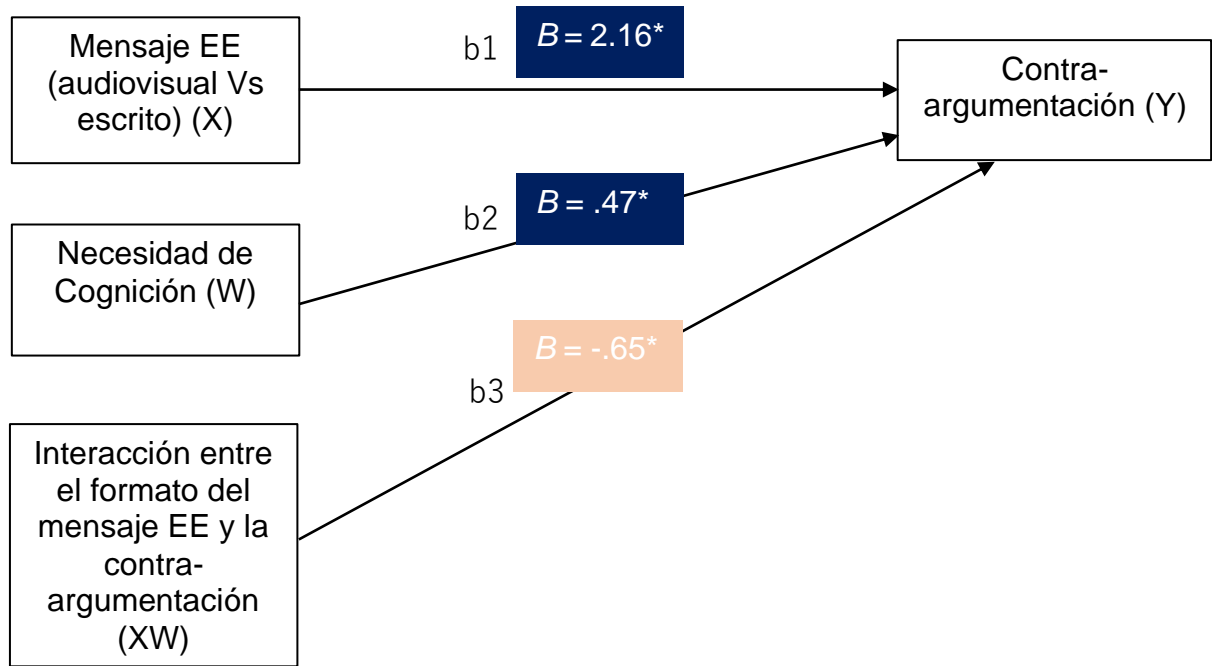 Mensaje EE
(audiovisual Vs
escrito) (X)
b1
B = 2.16*
Contra-
argumentación (Y)
Necesidad de
Cognición (W)
b2
B = .47*
B = -.65*
b3
Interacción entre
el formato del
mensaje EE y la
contra-
argumentación
(XW)